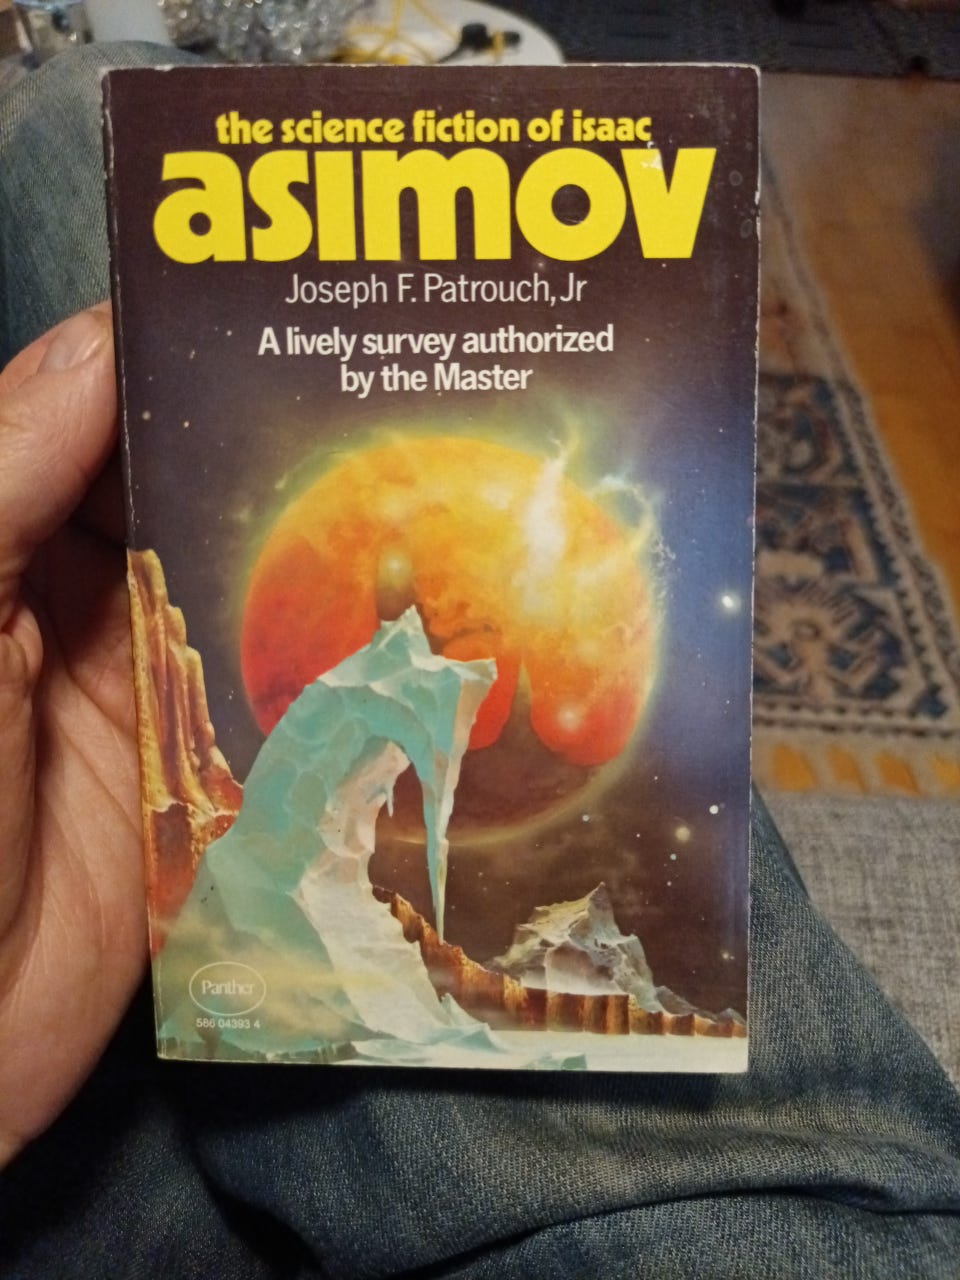 the science fiction of isaac
asimov
Joseph F. Patrouch, Jr
A lively survey authorized
by the Master
Panther
586 04393 4